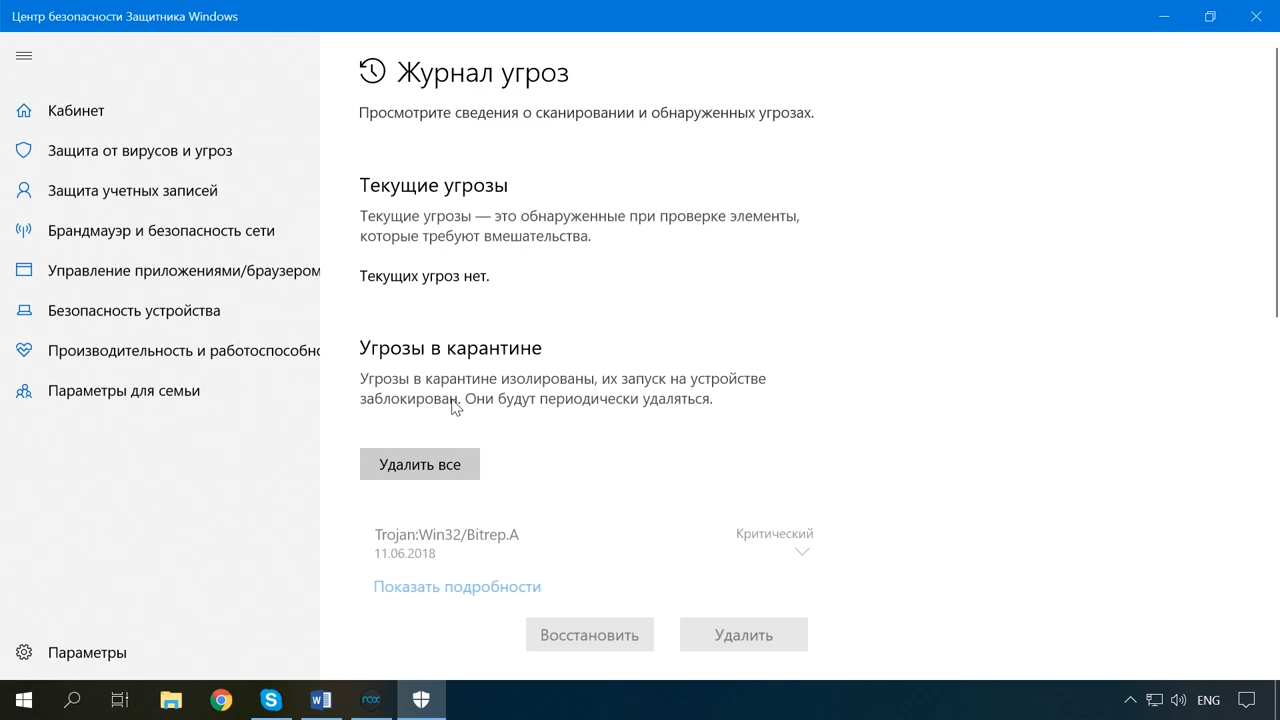 Центр безопасности Защитника Windows
Кабинет
Защита от вирусов и угроз
Защита учетных записей
Брандмауэр и безопасность сети
Управление приложениями/браузером
Безопасность устройства
Производительность и работоспособно
Параметры для семьи
Параметры
Журнал угроз
Просмотрите сведения о сканировании и обнаруженных угрозах.
Текущие угрозы
Текущие угрозы — это обнаруженные при проверке элементы,
которые требуют вмешательства.
Текущих угроз нет.
Угрозы в карантине
Угрозы в карантине изолированы, их запуск на устройстве
заблокирован. Они будут периодически удаляться.
Удалить все
Trojan:Win32/Bitrep.A
Критический
11.06.2018
Показать подробности
Восстановить
Удалить
rox
ENG